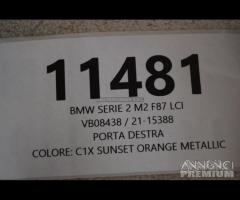 11481
BMW SERIE 2 M2 F87 LCI
VB08438 / 21-15388
PORTA DESTRA
COLORE: C1X SUNSET ORANGE METALLIC
ANNUNCI
PREMIUM